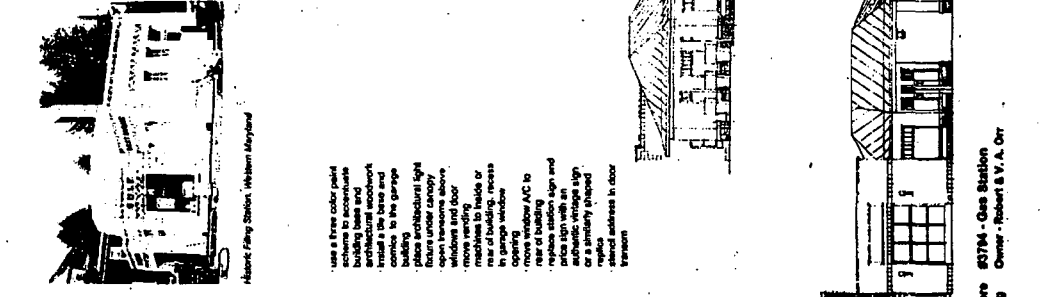 Historic Filling Station, Western Maryland
· use a three color paint
scheme to accentuate
building base and
architectural woodwork
· install a tile base and
coping to the garage
building
· place architectural light
fixture under canopy
· open transoms above
windows and door
· move vending
machines to inside or
rear of building, recess
in garage window
opening
· move window A/C to
rear of building
· replace station sign and
price sign with an
authentic vintage sign
or a similarly shaped
replica
· stencil address in door
transom
#3794 - Gas Station
Owner - Robert & V. A. Orr